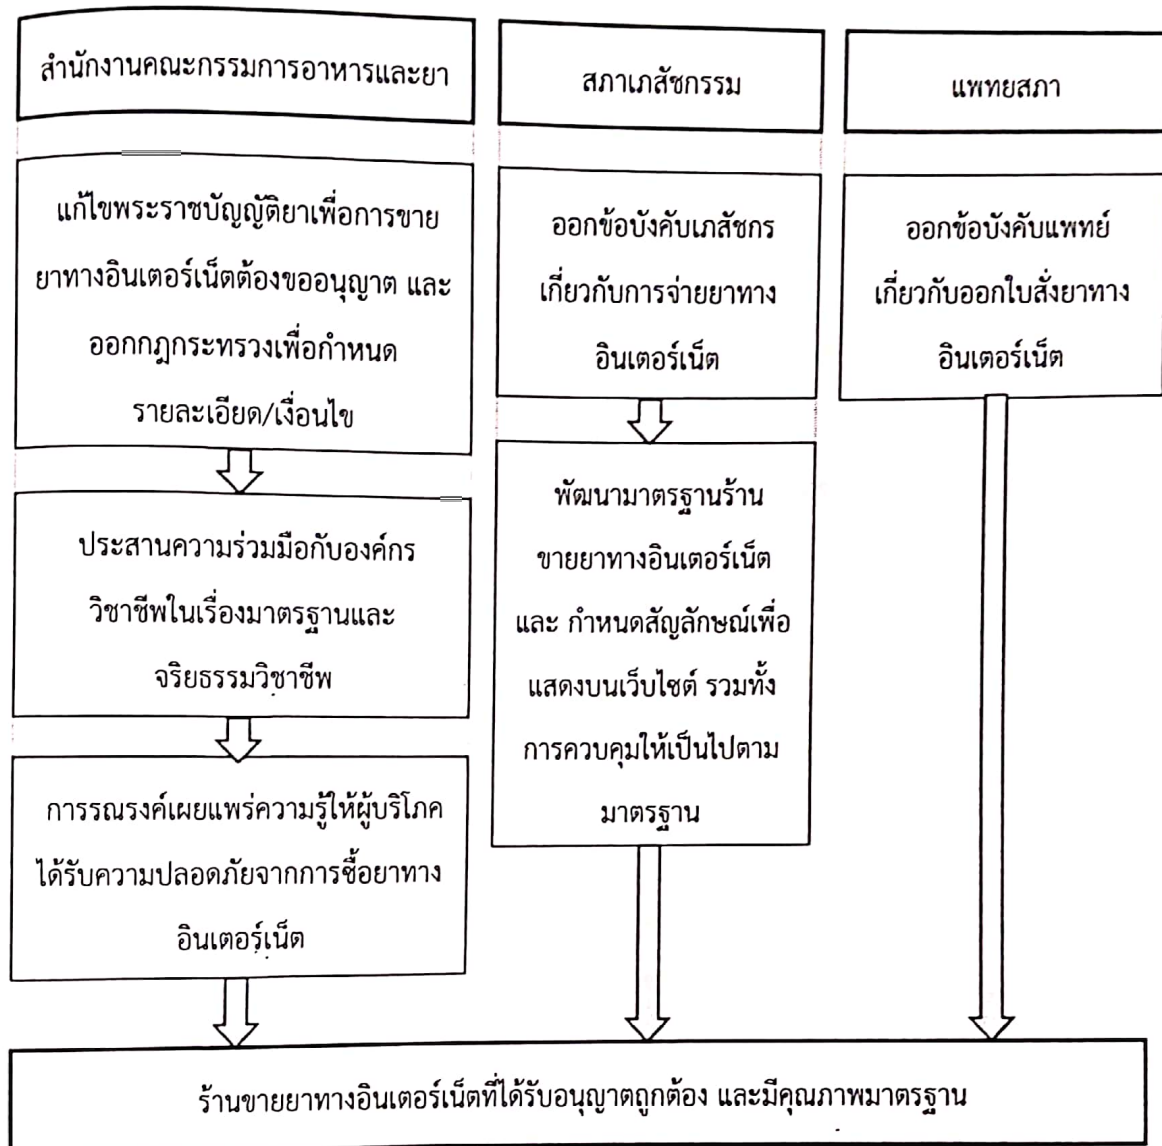 สำนักงานคณะกรรมการอาหารและยา
สภาเภสัชกรรม
แพทยสภา
แก้ไขพระราชบัญญัติยาเพื่อการขาย
ยาทางอินเตอร์เน็ตต้องขออนุญาต และ
ออกกฎกระทรวงเพื่อกำหนด
รายละเอียด/เงื่อนไข
ออกข้อบังคับเภสัชกร
เกี่ยวกับการจ่ายยาทาง
อินเตอร์เน็ต
ออกข้อบังคับแพทย์
เกี่ยวกับออกใบสั่งยาทาง
อินเตอร์เน็ต
ประสานความร่วมมือกับองค์กร
วิชาชีพในเรื่องมาตรฐานและ
จริยธรรมวิชาชีพ
พัฒนามาตรฐานร้าน
ขายยาทางอินเตอร์เน็ต
และ กำหนดสัญลักษณ์เพื่อ
แสดงบนเว็บไซต์ รวมทั้ง
การควบคุมให้เป็นไปตาม
มาตรฐาน
การรณรงค์เผยแพร่ความรู้ให้ผู้บริโภค
ได้รับความปลอดภัยจากการซื้อยาทาง
อินเตอร์เน็ต
ร้านขายยาทางอินเตอร์เน็ตที่ได้รับอนุญาตถูกต้อง และมีคุณภาพมาตรฐาน